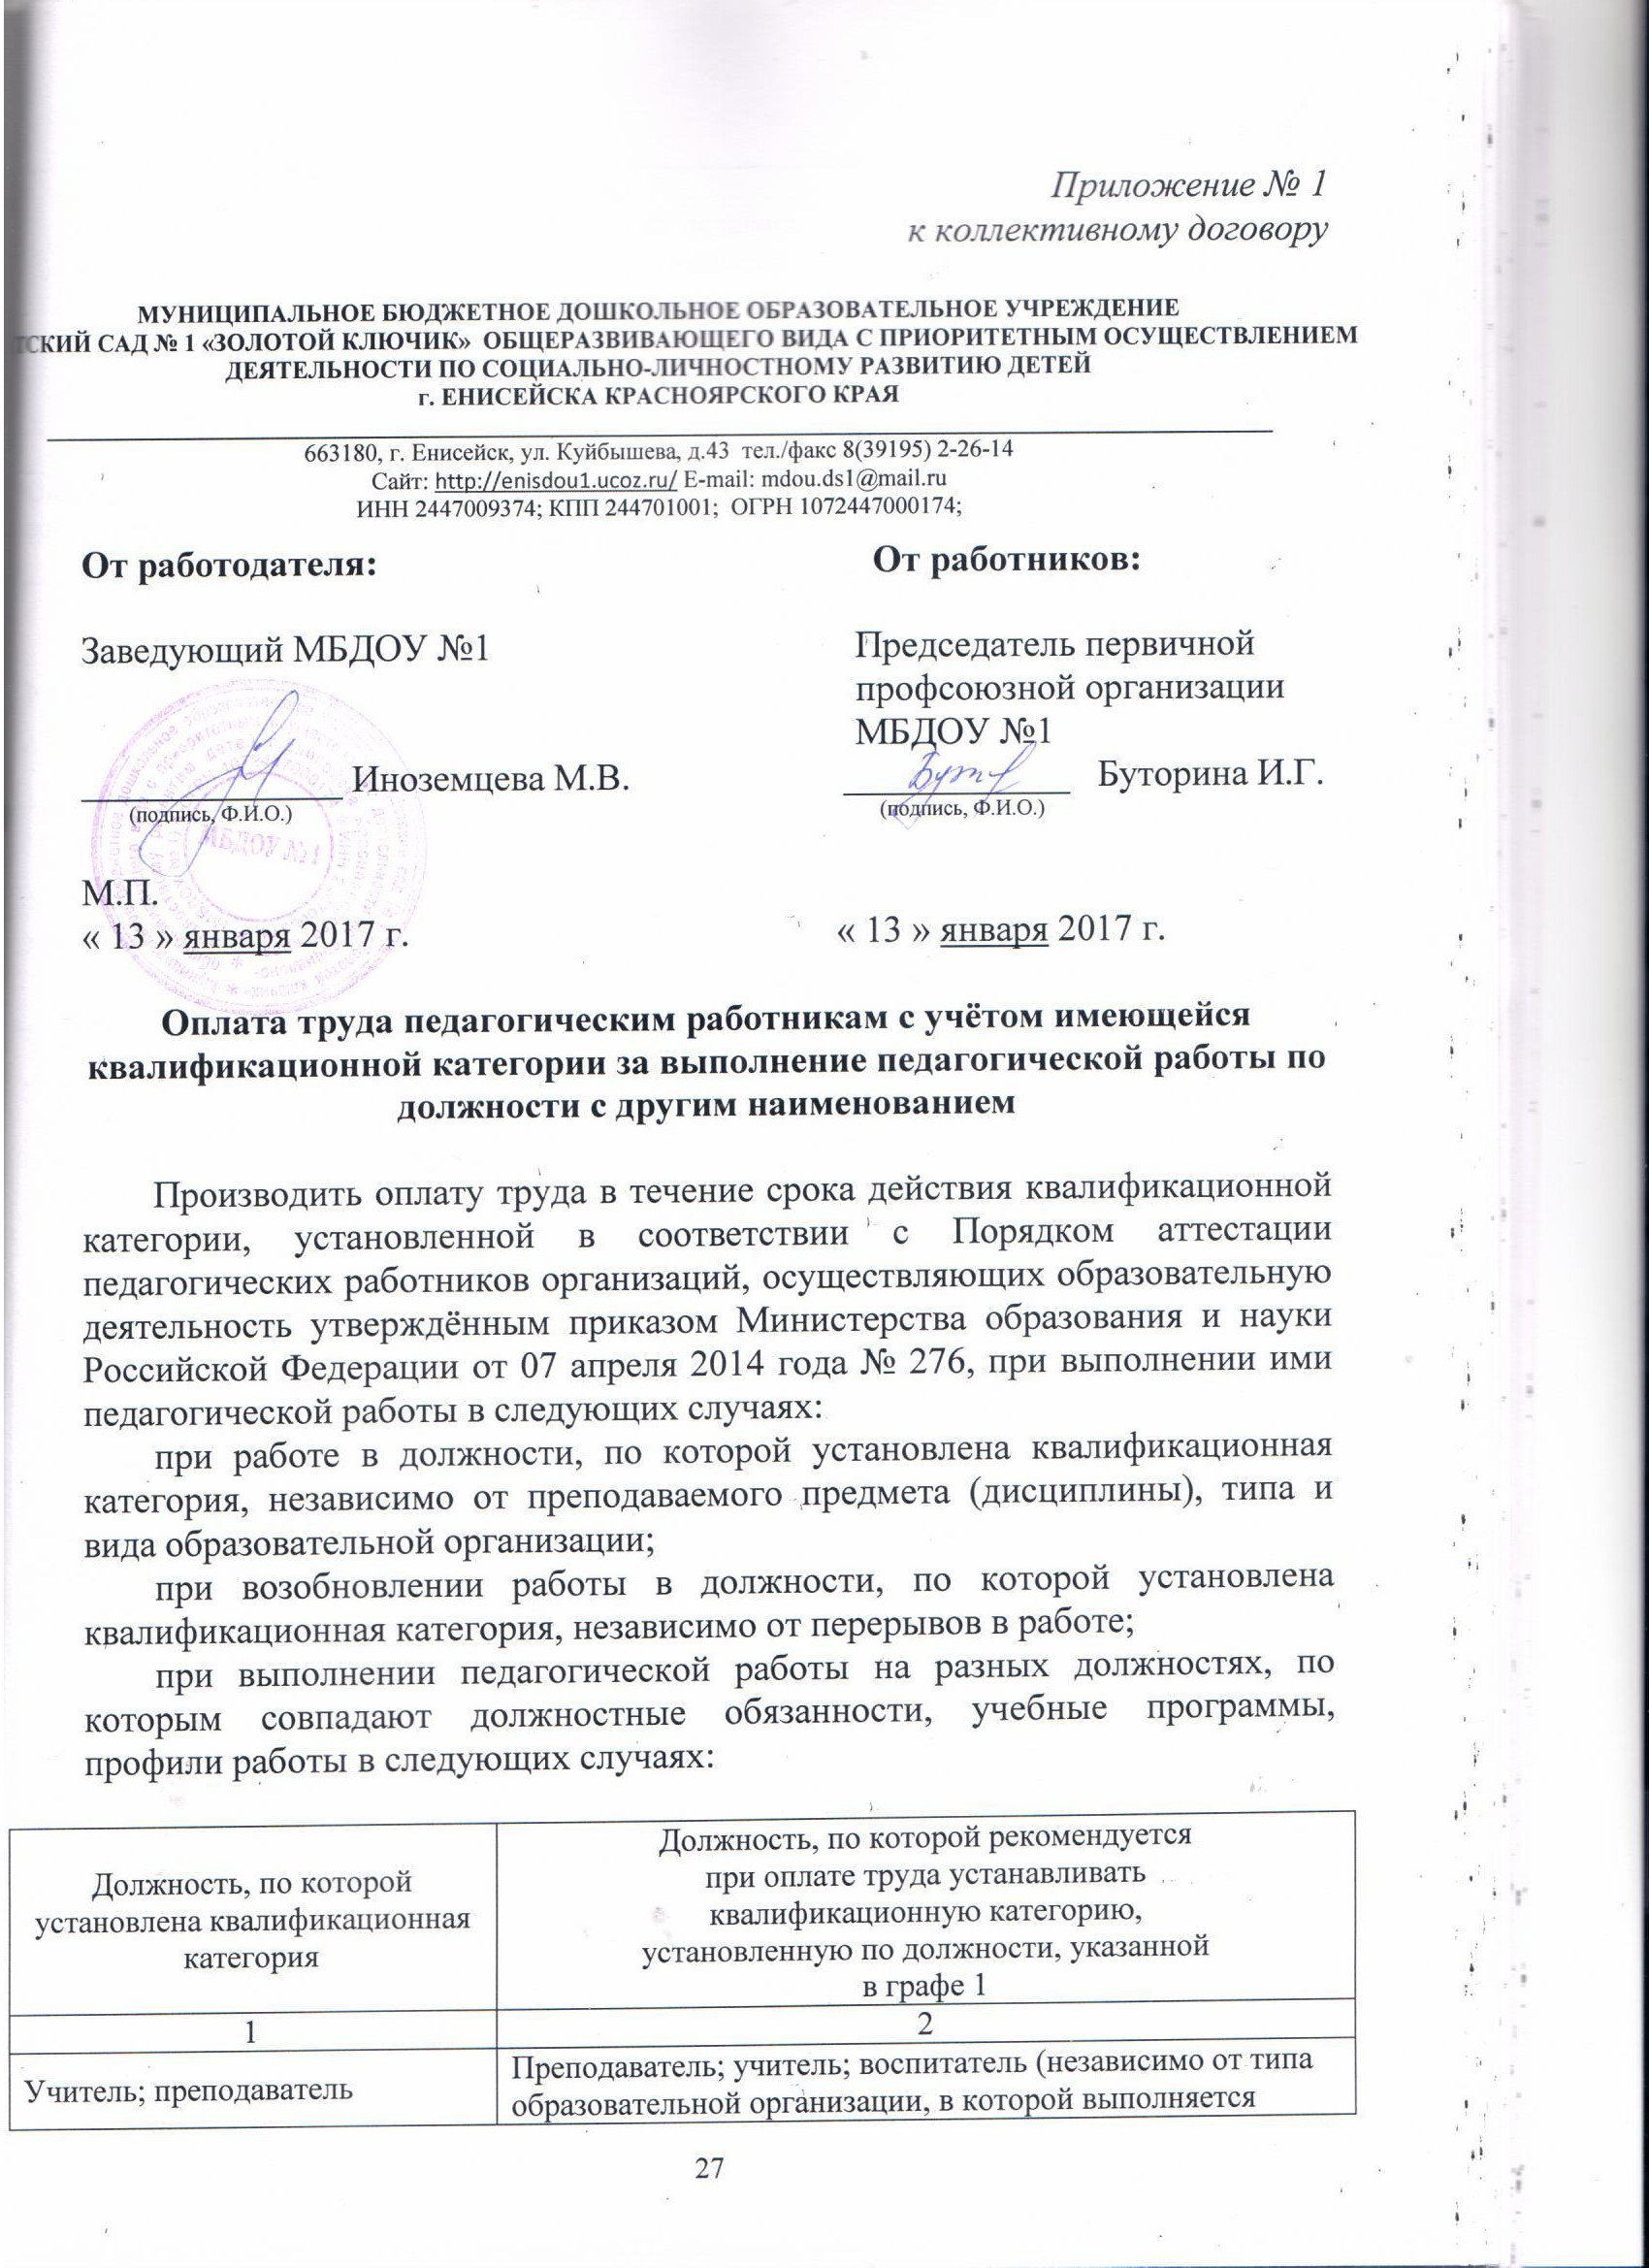 Приложение № 1
к коллективному договору
МУНИЦИПАЛЬНОЕ БЮДЖЕТНОЕ ДОШКОЛЬНОЕ ОБРАЗОВАТЕЛЬНОЕ УЧРЕЖДЕНИЕ
ТСКИЙ САД № 1 «ЗОЛОТОЙ КЛЮЧИК» ОБЩЕРАЗВИВАЮЩЕГО ВИДА С ПРИОРИТЕТНЫМ ОСУЩЕСТВЛЕНИЕМ
ДЕЯТЕЛЬНОСТИ ПО СОЦИАЛЬНО-ЛИЧНОСТНОМУ РАЗВИТИЮ ДЕТЕЙ
г. ЕНИСЕЙСКА КРАСНОЯРСКОГО КРАЯ
663180, г. Енисейск, ул. Куйбышева, д.43 тел./факс 8(39195) 2-26-14
Сайт: http://enisdou1.ucoz.ru/ E-mail: mdou.ds1@mail.ru
ИНН 2447009374; КПП 244701001; ОГРН 1072447000174;
От работодателя:
Заведующий МБДОУ №1
Иноземцева М.В.
(подпись, Ф.И.О.)
МБДОУ №1
М.П.
« 13 » января 2017 г.
От работников:
Председатель первичной
профсоюзной организации
МБДОУ №1
Буторина И.Г.
(подпись, Ф.И.О.)
« 13 » января 2017 г.
Оплата труда педагогическим работникам с учётом имеющейся
квалификационной категории за выполнение педагогической работы по
должности с другим наименованием
Производить оплату труда в течение срока действия квалификационной
категории, установленной в соответствии с Порядком аттестации
педагогических работников организаций, осуществляющих образовательную
деятельность утверждённым приказом Министерства образования и науки
Российской Федерации от 07 апреля 2014 года № 276, при выполнении ими
педагогической работы в следующих случаях:
при работе в должности, по которой установлена квалификационная
категория, независимо от преподаваемого предмета (дисциплины), типа и
вида образовательной организации;
при возобновлении работы в должности, по которой установлена
квалификационная категория, независимо от перерывов в работе;
при выполнении педагогической работы на разных должностях, по
которым совпадают должностные обязанности, учебные программы,
профили работы в следующих случаях:
Должность, по которой
установлена квалификационная
категория
Должность, по которой рекомендуется
при оплате труда устанавливать
квалификационную категорию,
установленную по должности, указанной
в графе 1
1
2
Учитель; преподаватель
Преподаватель; учитель; воспитатель (независимо от типа
образовательной организации, в которой выполняется
27